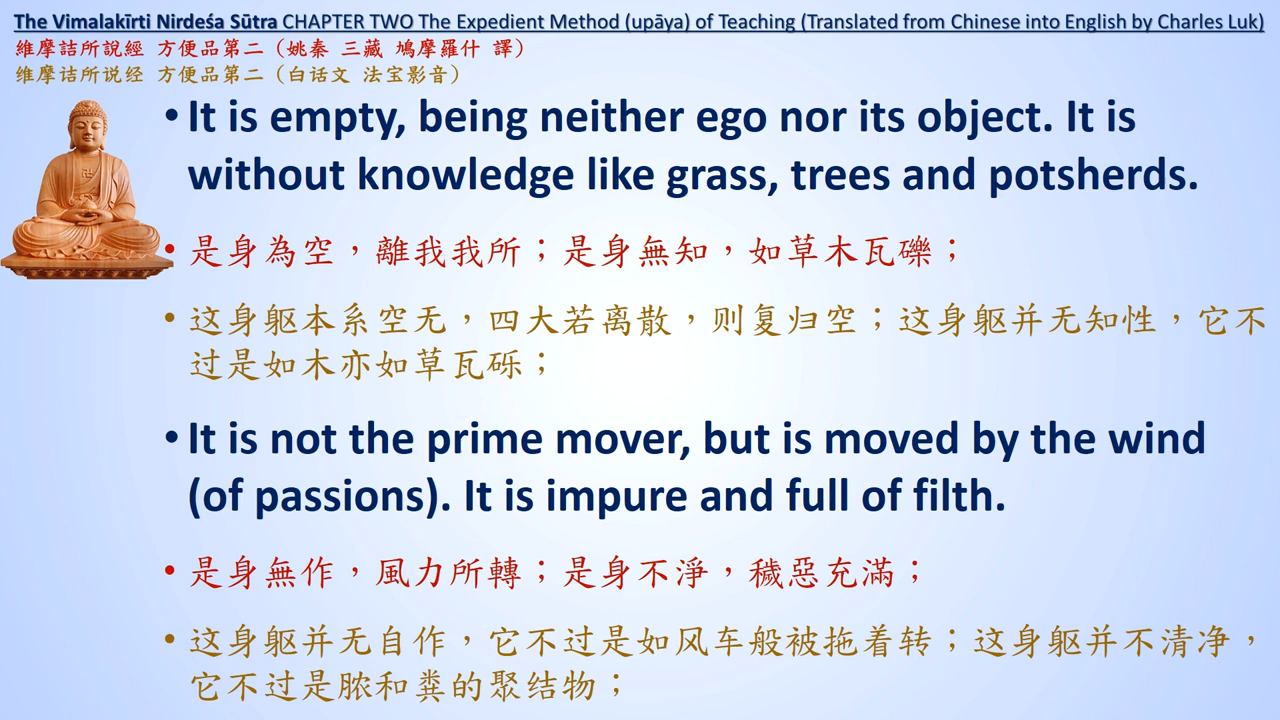 The Vimalakīrti Nirdeśa Sūtra CHAPTER TWO The Expedient Method (upāya) of Teaching (Translated from Chinese into English by Charles Luk)
維摩詰所說經 方便品第二（姚秦 三藏 鳩摩羅什 譯）
维摩诘所说经 方便品第二（白话文 法宝影音）
• It is empty, being neither ego nor its object. It is
without knowledge like grass, trees and potsherds.
• 是身為空，離我我所；是身無知，如草木瓦礫；
• 这身躯本系空无，四大若离散，则复归空；这身躯并无知性，它不
过是如木亦如草瓦砾；
• It is not the prime mover, but is moved by the wind
(of passions). It is impure and full of filth.
• 是身無作，風力所轉；是身不淨，穢惡充滿；
• 这身躯并无自作，它不过是如风车般被拖着转；这身躯并不清净，
它不过是脓和粪的聚结物；